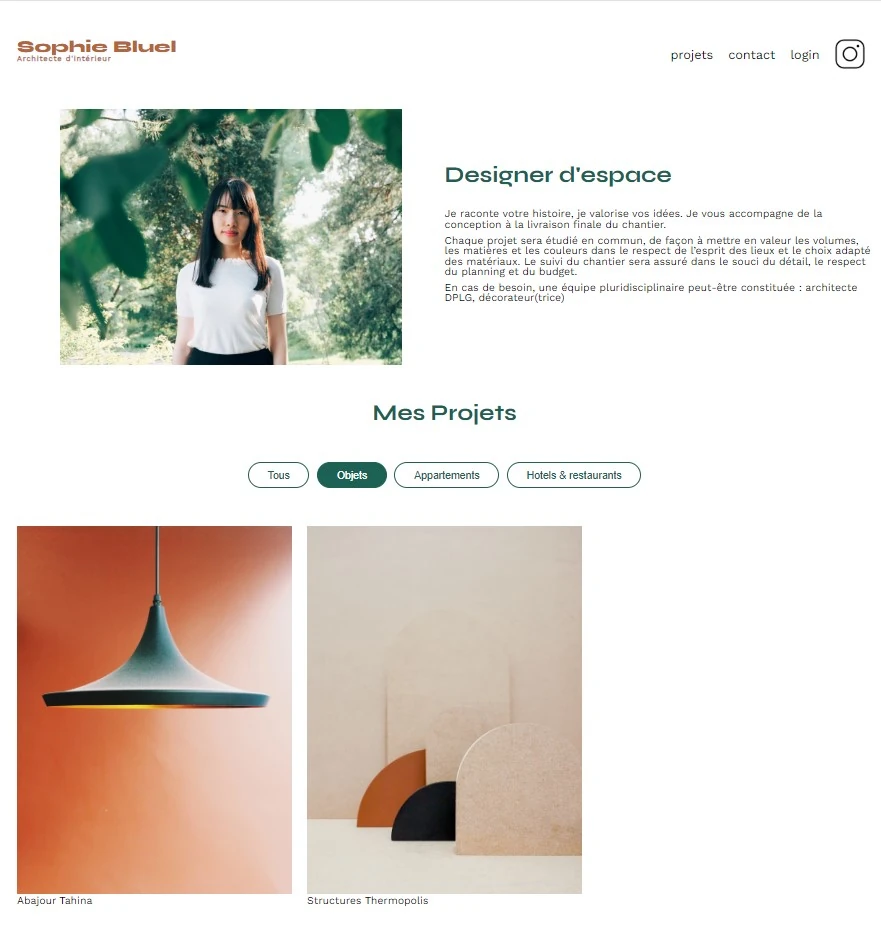 Sophie Bluel
Architecte d'intérieur
projets
contact
login
Designer d'espace
Je raconte votre histoire, je valorise vos idées. Je vous accompagne de la
conception à la livraison finale du chantier.
Chaque projet sera étudié en commun, de façon à mettre en valeur les volumes,
les matières et les couleurs dans le respect de l'esprit des lieux et le choix adapté
des matériaux. Le suivi du chantier sera assuré dans le souci du détail, le respect
du planning et du budget.
En cas de besoin, une équipe pluridisciplinaire peut-être constituée : architecte
DPLG, décorateur(trice)
Mes Projets
Tous
Objets
Appartements
Hotels & restaurants
Abajour Tahina
Structures Thermopolis